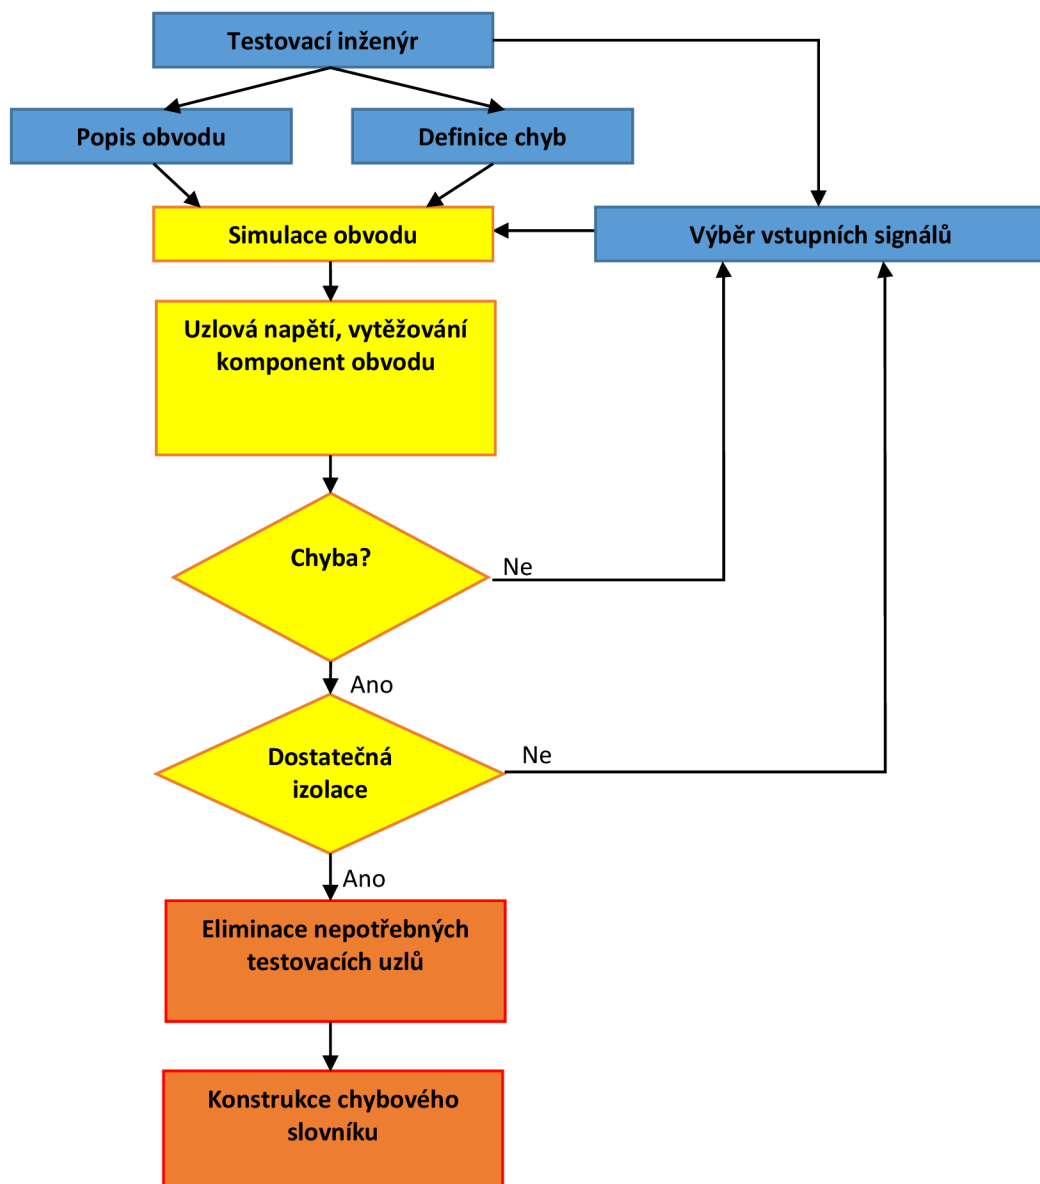 Testovací inženýr
Popis obvodu
Definice chyb
Simulace obvodu
Výběr vstupních signálů
Uzlová napětí, vytěžování
komponent obvodu
Chyba?
Ne
Ano
Dostatečná
izolace
Ne
Ano
Eliminace nepotřebných
testovacích uzlů
Konstrukce chybového
slovníku